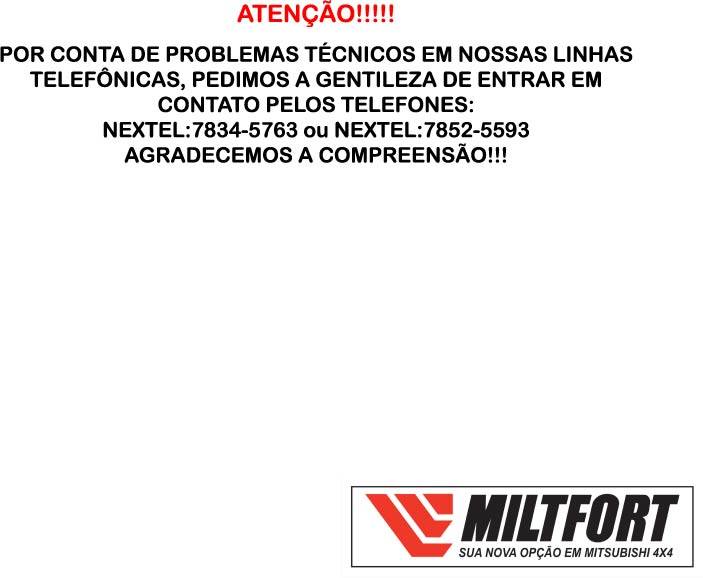 ATENÇÃO!!!!!
POR CONTA DE PROBLEMAS TÉCNICOS EM NOSSAS LINHAS
TELEFÔNICAS, PEDIMOS A GENTILEZA DE ENTRAR EM
CONTATO PELOS TELEFONES:
NEXTEL:7834-5763 ou NEXTEL:7852-5593
AGRADECEMOS A COMPREENSÃO!!!
MILTFORT
SUA NOVA OPÇÃO EM MITSUBISHI 4X4